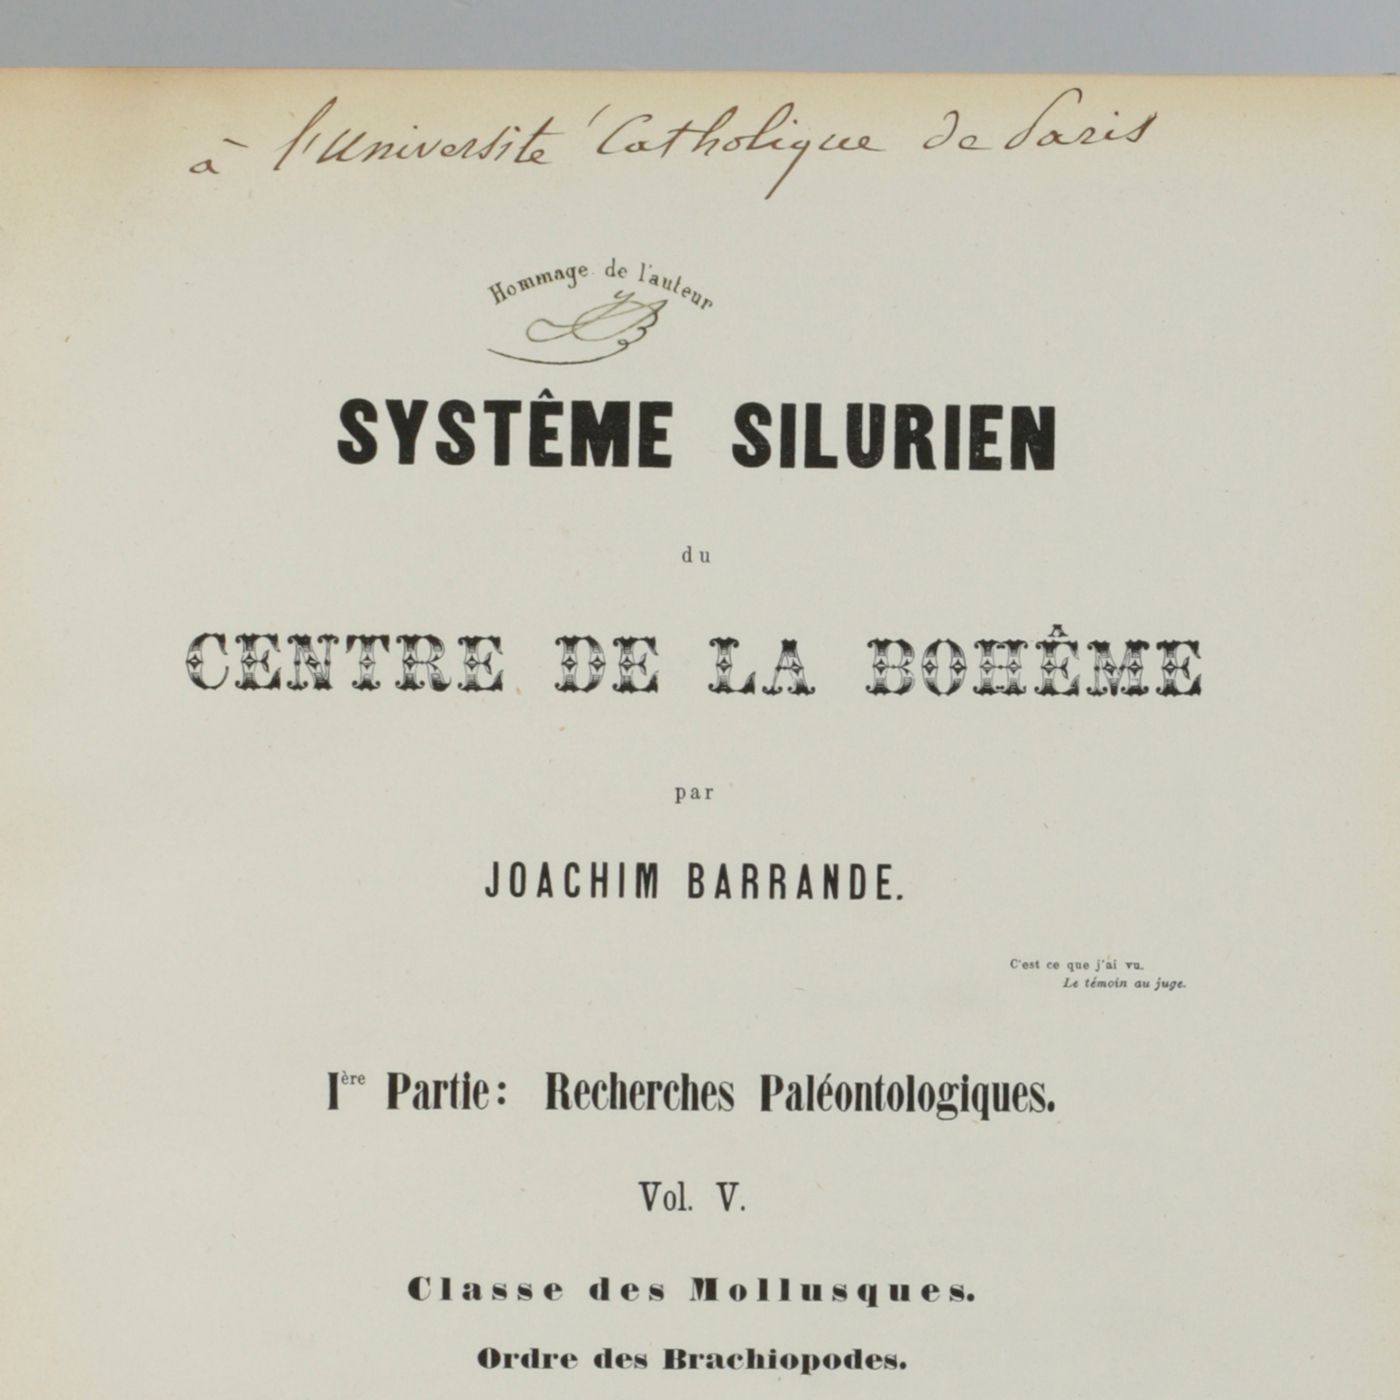 à l'Université Catholique de Paris
Hommage de l'auteur
SYSTÊME SILURIEN
du
CENTRE DE LA BOHÊME
par
JOACHIM BARRANDE.
C'est ce que j'ai vu.
Le témoin au juge.
Ière Partie: Recherches Paléontologiques.
Vol. V.
Classe des Mollusques.
Ordre des Brachiopodes.